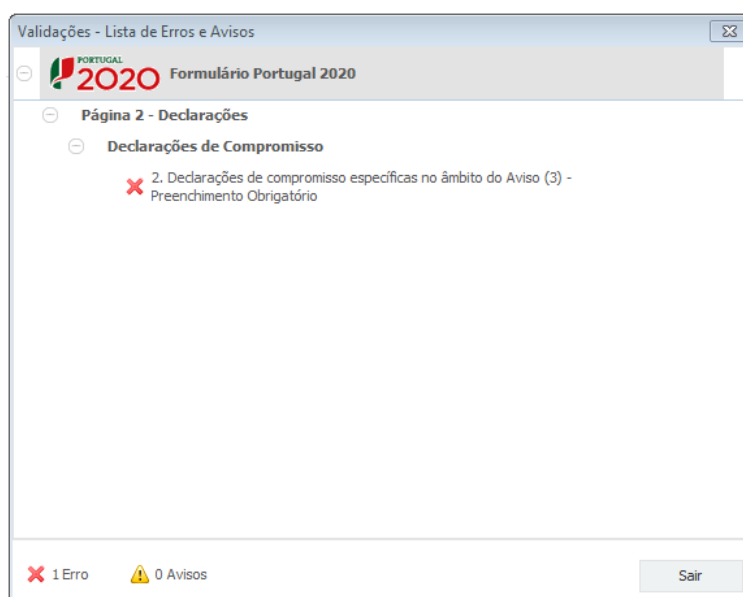 Validações - Lista de Erros e Avisos
PORTUGAL
2020 Formulário Portugal 2020
Página 2 - Declarações
Declarações de Compromisso
2. Declarações de compromisso específicas no âmbito do Aviso (3) -
Preenchimento Obrigatório
1 Erro 0 Avisos Sair